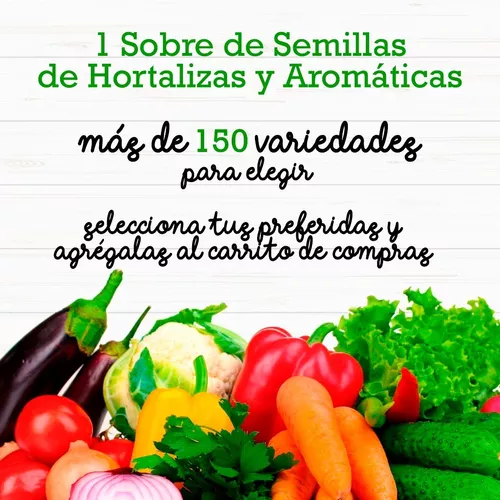 1 Sobre de Semillas
de Hortalizas y Aromáticas
más de 150 variedades
para elegir
selecciona tus preferidas y
agrégalas al carrito de compras